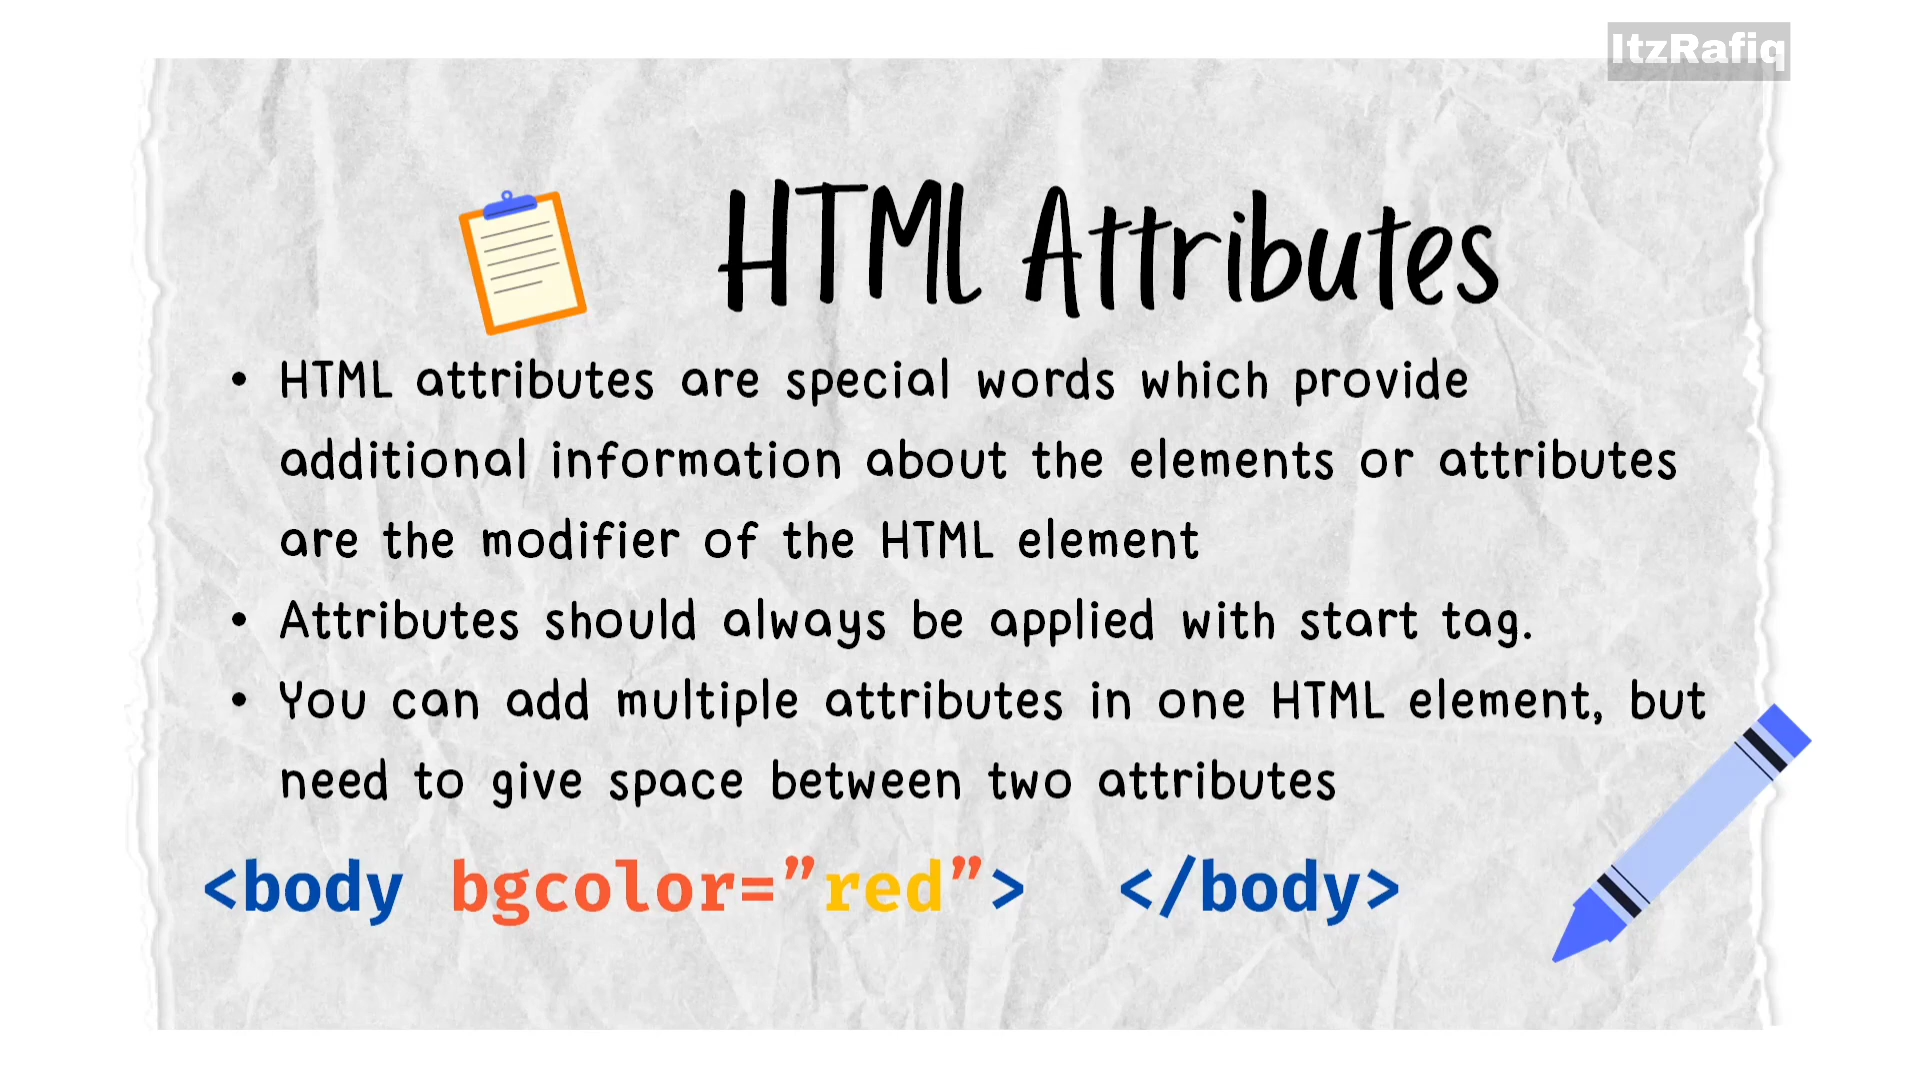 ItzRafiq
HTML Attributes
• HTML attributes are special words which provide
additional information about the elements or attributes
are the modifier of the HTML element
• Attributes should always be applied with start tag.
• You can add multiple attributes in one HTML element, but
need to give space between two attributes
<body bgcolor=”red”> </body>